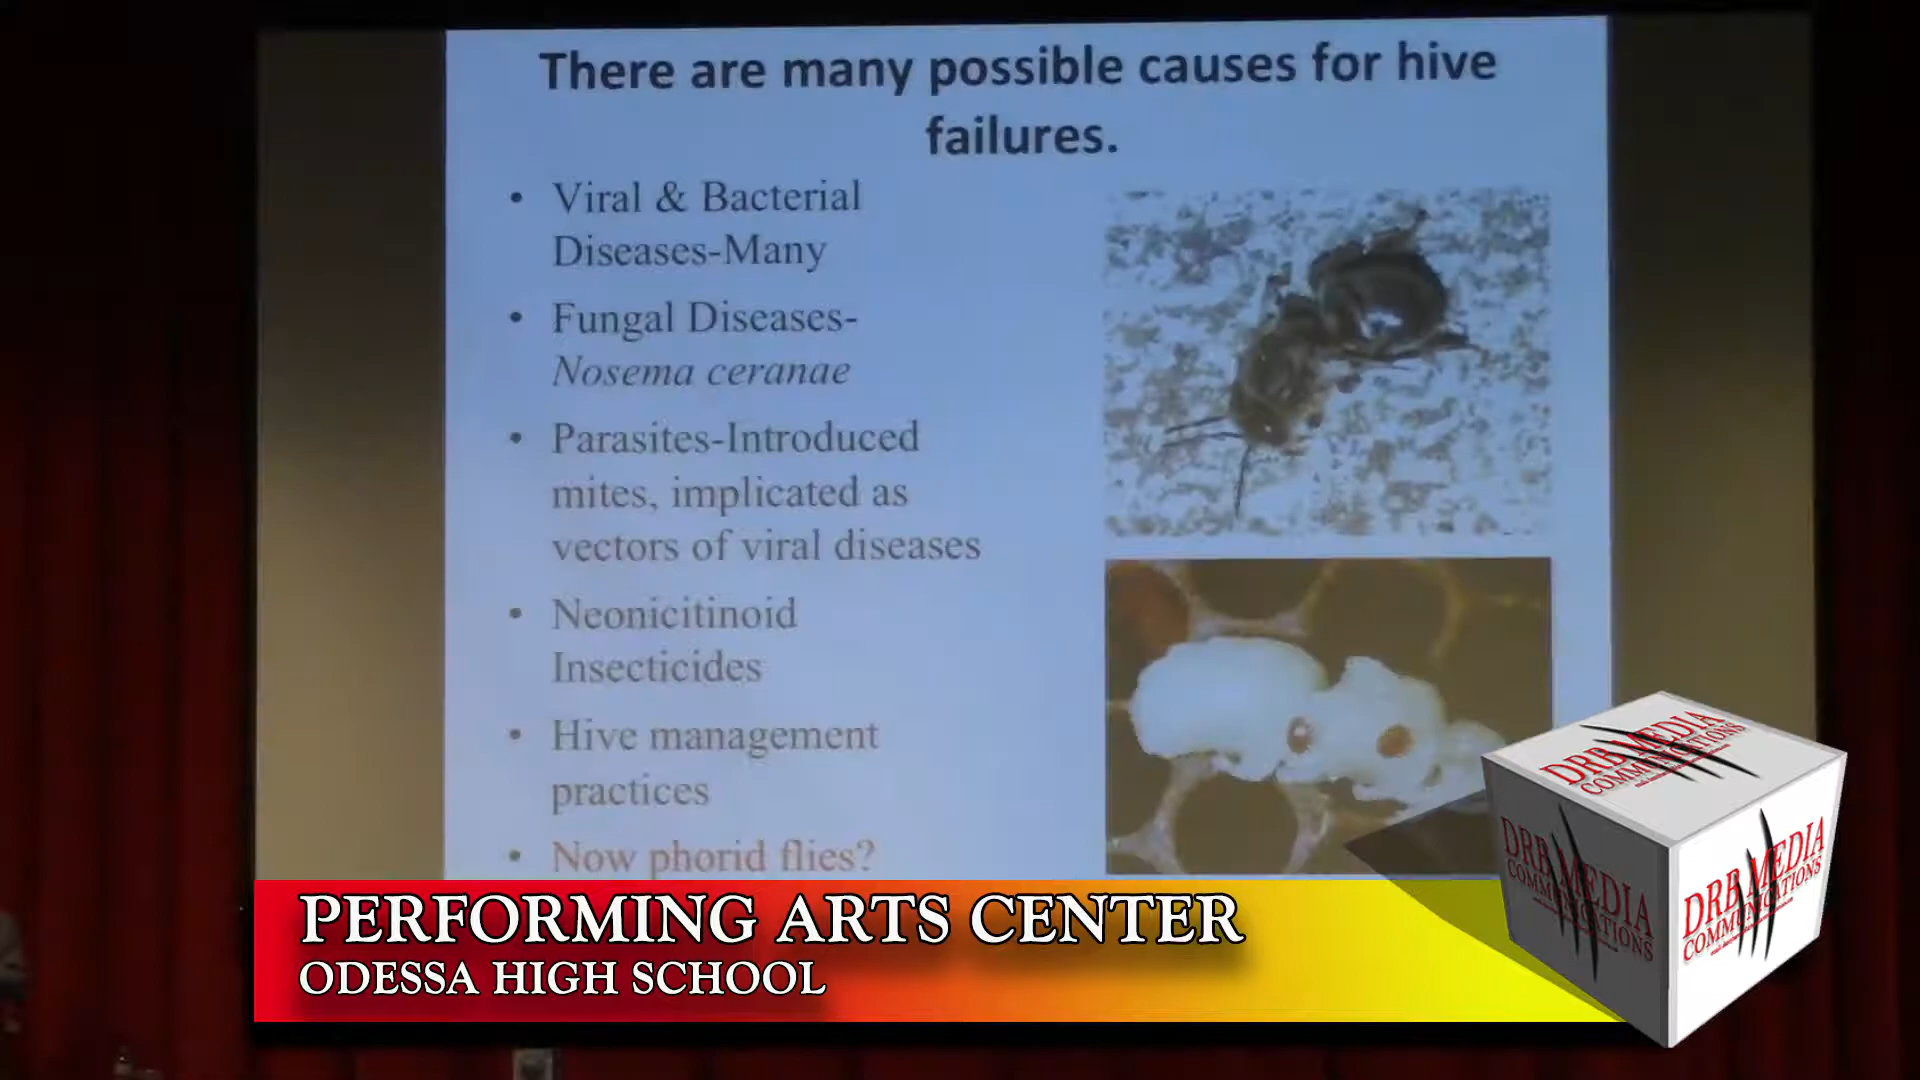 There are many possible causes for hive
failures.
• Viral & Bacterial
Diseases-Many
• Fungal Diseases-
Nosema ceranae
• Parasites-Introduced
mites, implicated as
vectors of viral diseases
• Neonicitinoid
Insecticides
• Hive management
practices
• Now phorid flies?
PERFORMING ARTS CENTER
ODESSA HIGH SCHOOL
DRB MEDIA
COMMUNICATIONS
DRB MEDIA
COMMUNICATIONS
DRB MEDIA
COMMUNICATIONS